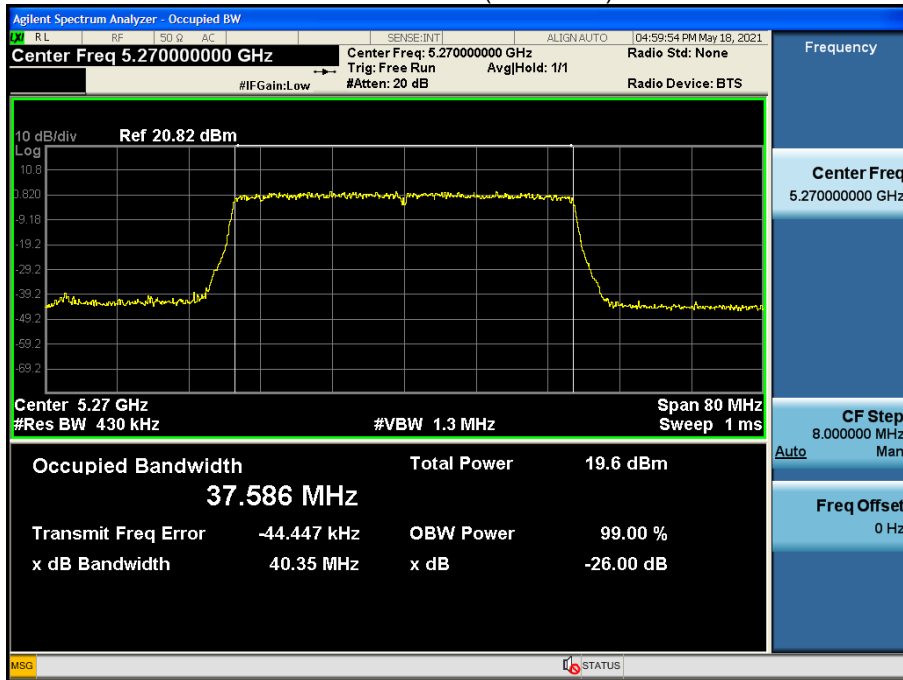 Agilent Spectrum Analyzer - Occupied BW
LXI RL RF 50 Ω AC SENSE:INT ALIGN AUTO 04:59:54 PM May 18, 2021
Center Freq 5.270000000 GHz Center Freq: 5.270000000 GHz Radio Std: None
Trig: Free Run Avg|Hold: 1/1
#IFGain:Low #Atten: 20 dB Radio Device: BTS
Frequency
10 dB/div Ref 20.82 dBm
Log
10.8
0.820
-9.18
-19.2
-29.2
-39.2
-49.2
-59.2
-69.2
Center 5.27 GHz Span 80 MHz
#Res BW 430 kHz #VBW 1.3 MHz Sweep 1 ms
Center Freq
5.270000000 GHz
CF Step
8.000000 MHz
Auto Man
Freq Offset
0 Hz
Occupied Bandwidth Total Power 19.6 dBm
37.586 MHz
Transmit Freq Error -44.447 kHz OBW Power 99.00 %
x dB Bandwidth 40.35 MHz x dB -26.00 dB
MSG STATUS